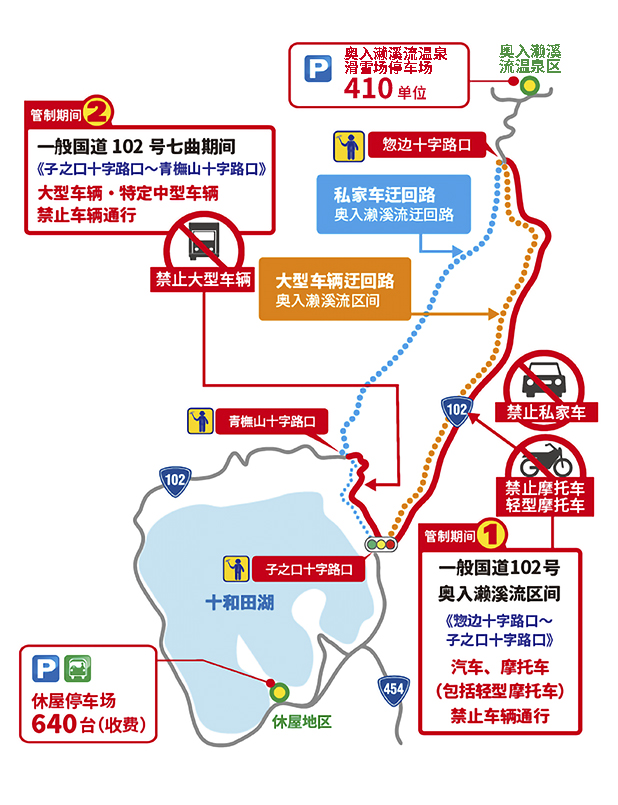 P
奥入濑溪流温泉
滑雪场停车场
410 单位
奥入濑溪
流温泉区
管制期间 2
一般国道 102 号七曲期间
《子之口十字路口～青橅山十字路口》
大型车辆・特定中型车辆
禁止车辆通行
惣边十字路口
私家车迂回路
奥入濑溪流迂回路
禁止大型车辆
大型车辆迂回路
奥入濑溪流区间
禁止私家车
102
青橅山十字路口
102
禁止摩托车
轻型摩托车
管制期间 1
一般国道102号
奥入濑溪流区间
《惣边十字路口～
子之口十字路口》
汽车、摩托车
（包括轻型摩托车）
禁止车辆通行
子之口十字路口
十和田湖
P
休屋停车场
640 台（收费）
休屋地区
454